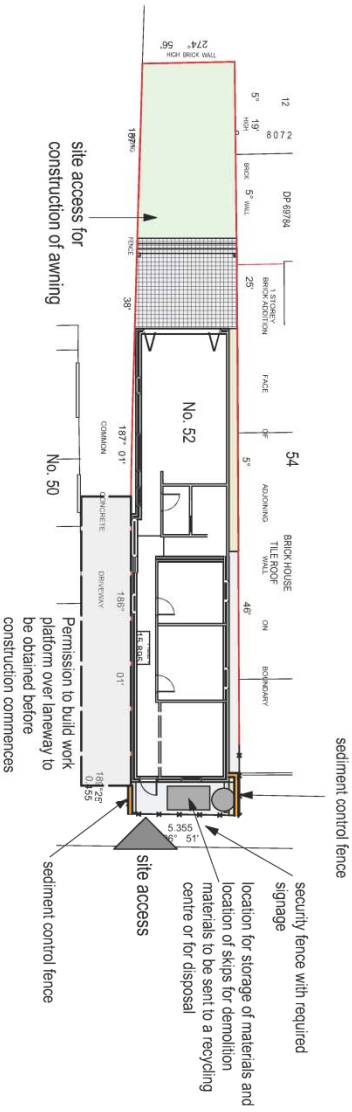 274°
56'
HIGH BRICK WALL
12
5°
19'
HIGH
8072
BRICK
5°
WALL
DP 69784
187°
FENCE
38'
site access for
construction of awning
25'
1 STOREY
BRICK ADDITION
FACE
OF
5°
ADJOINING
WALL
ON
46'
BOUNDARY
54
BRICK HOUSE
TILE ROOF
No. 52
No. 50
187°
01'
COMMON
CONCRETE
DRIVEWAY
186°
01'
15.895
Permission to build work
platform over laneway to
be obtained before
construction commences
0.455
5.355
51'
site access
sediment control fence
security fence with required
signage
location for storage of materials and
location of skips for demolition
materials to be sent to a recycling
centre or for disposal
sediment control fence